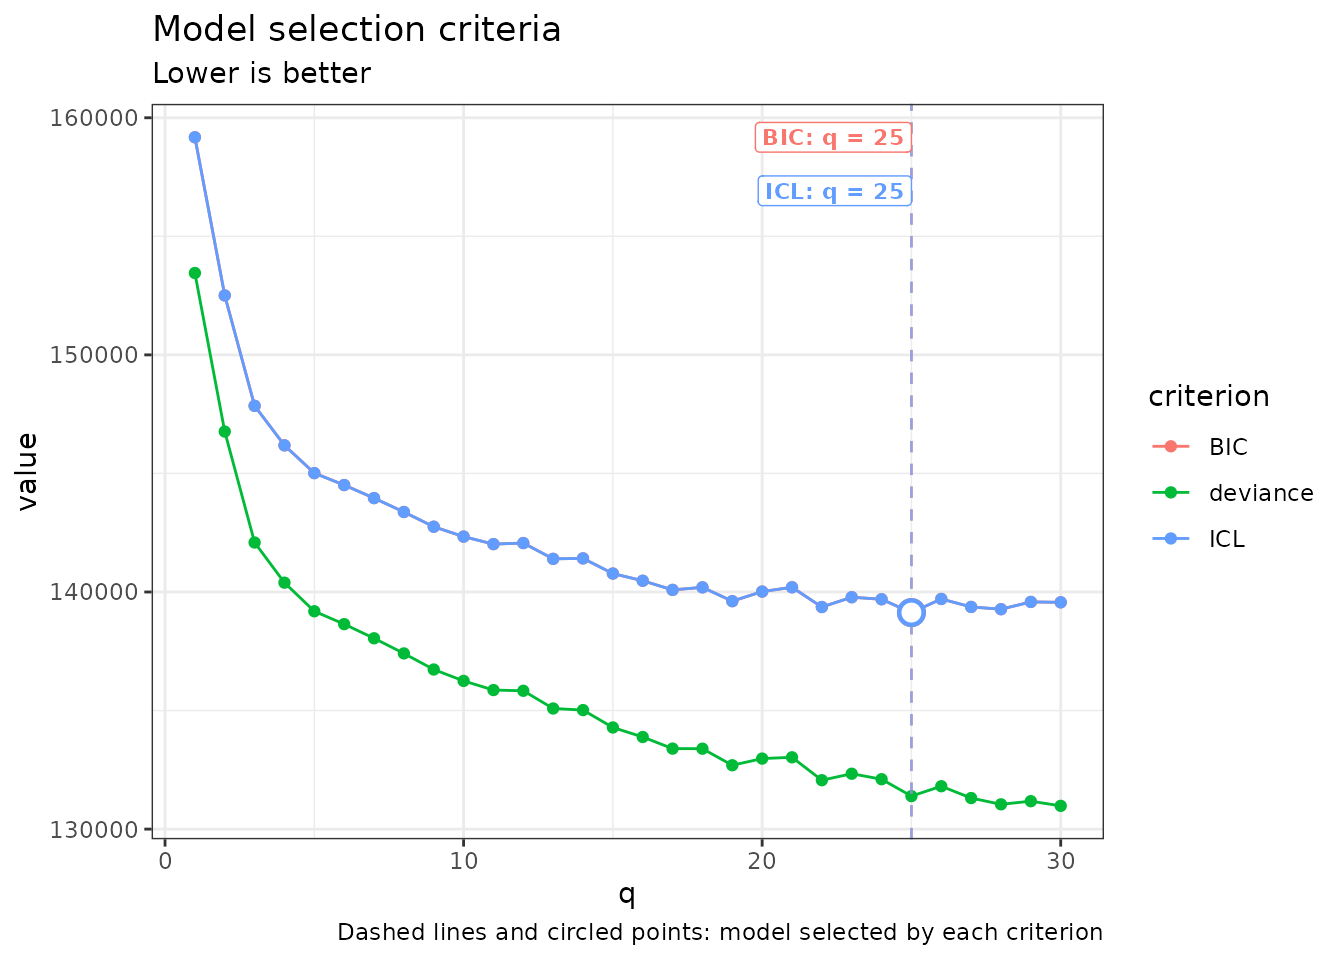 Model selection criteria
Lower is better
160000
150000
140000
130000
value
BIC: q = 25
ICL: q = 25
0
10
20
30
q
criterion
BIC
deviance
ICL
Dashed lines and circled points: model selected by each criterion